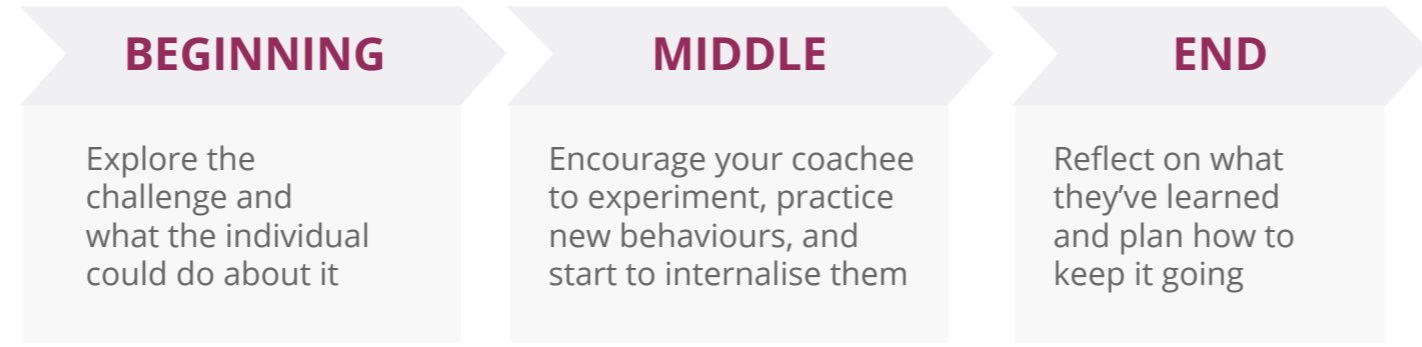 BEGINNING
Explore the
challenge and
what the individual
could do about it
MIDDLE
Encourage your coachee
to experiment, practice
new behaviours, and
start to internalise them
END
Reflect on what
they’ve learned
and plan how to
keep it going